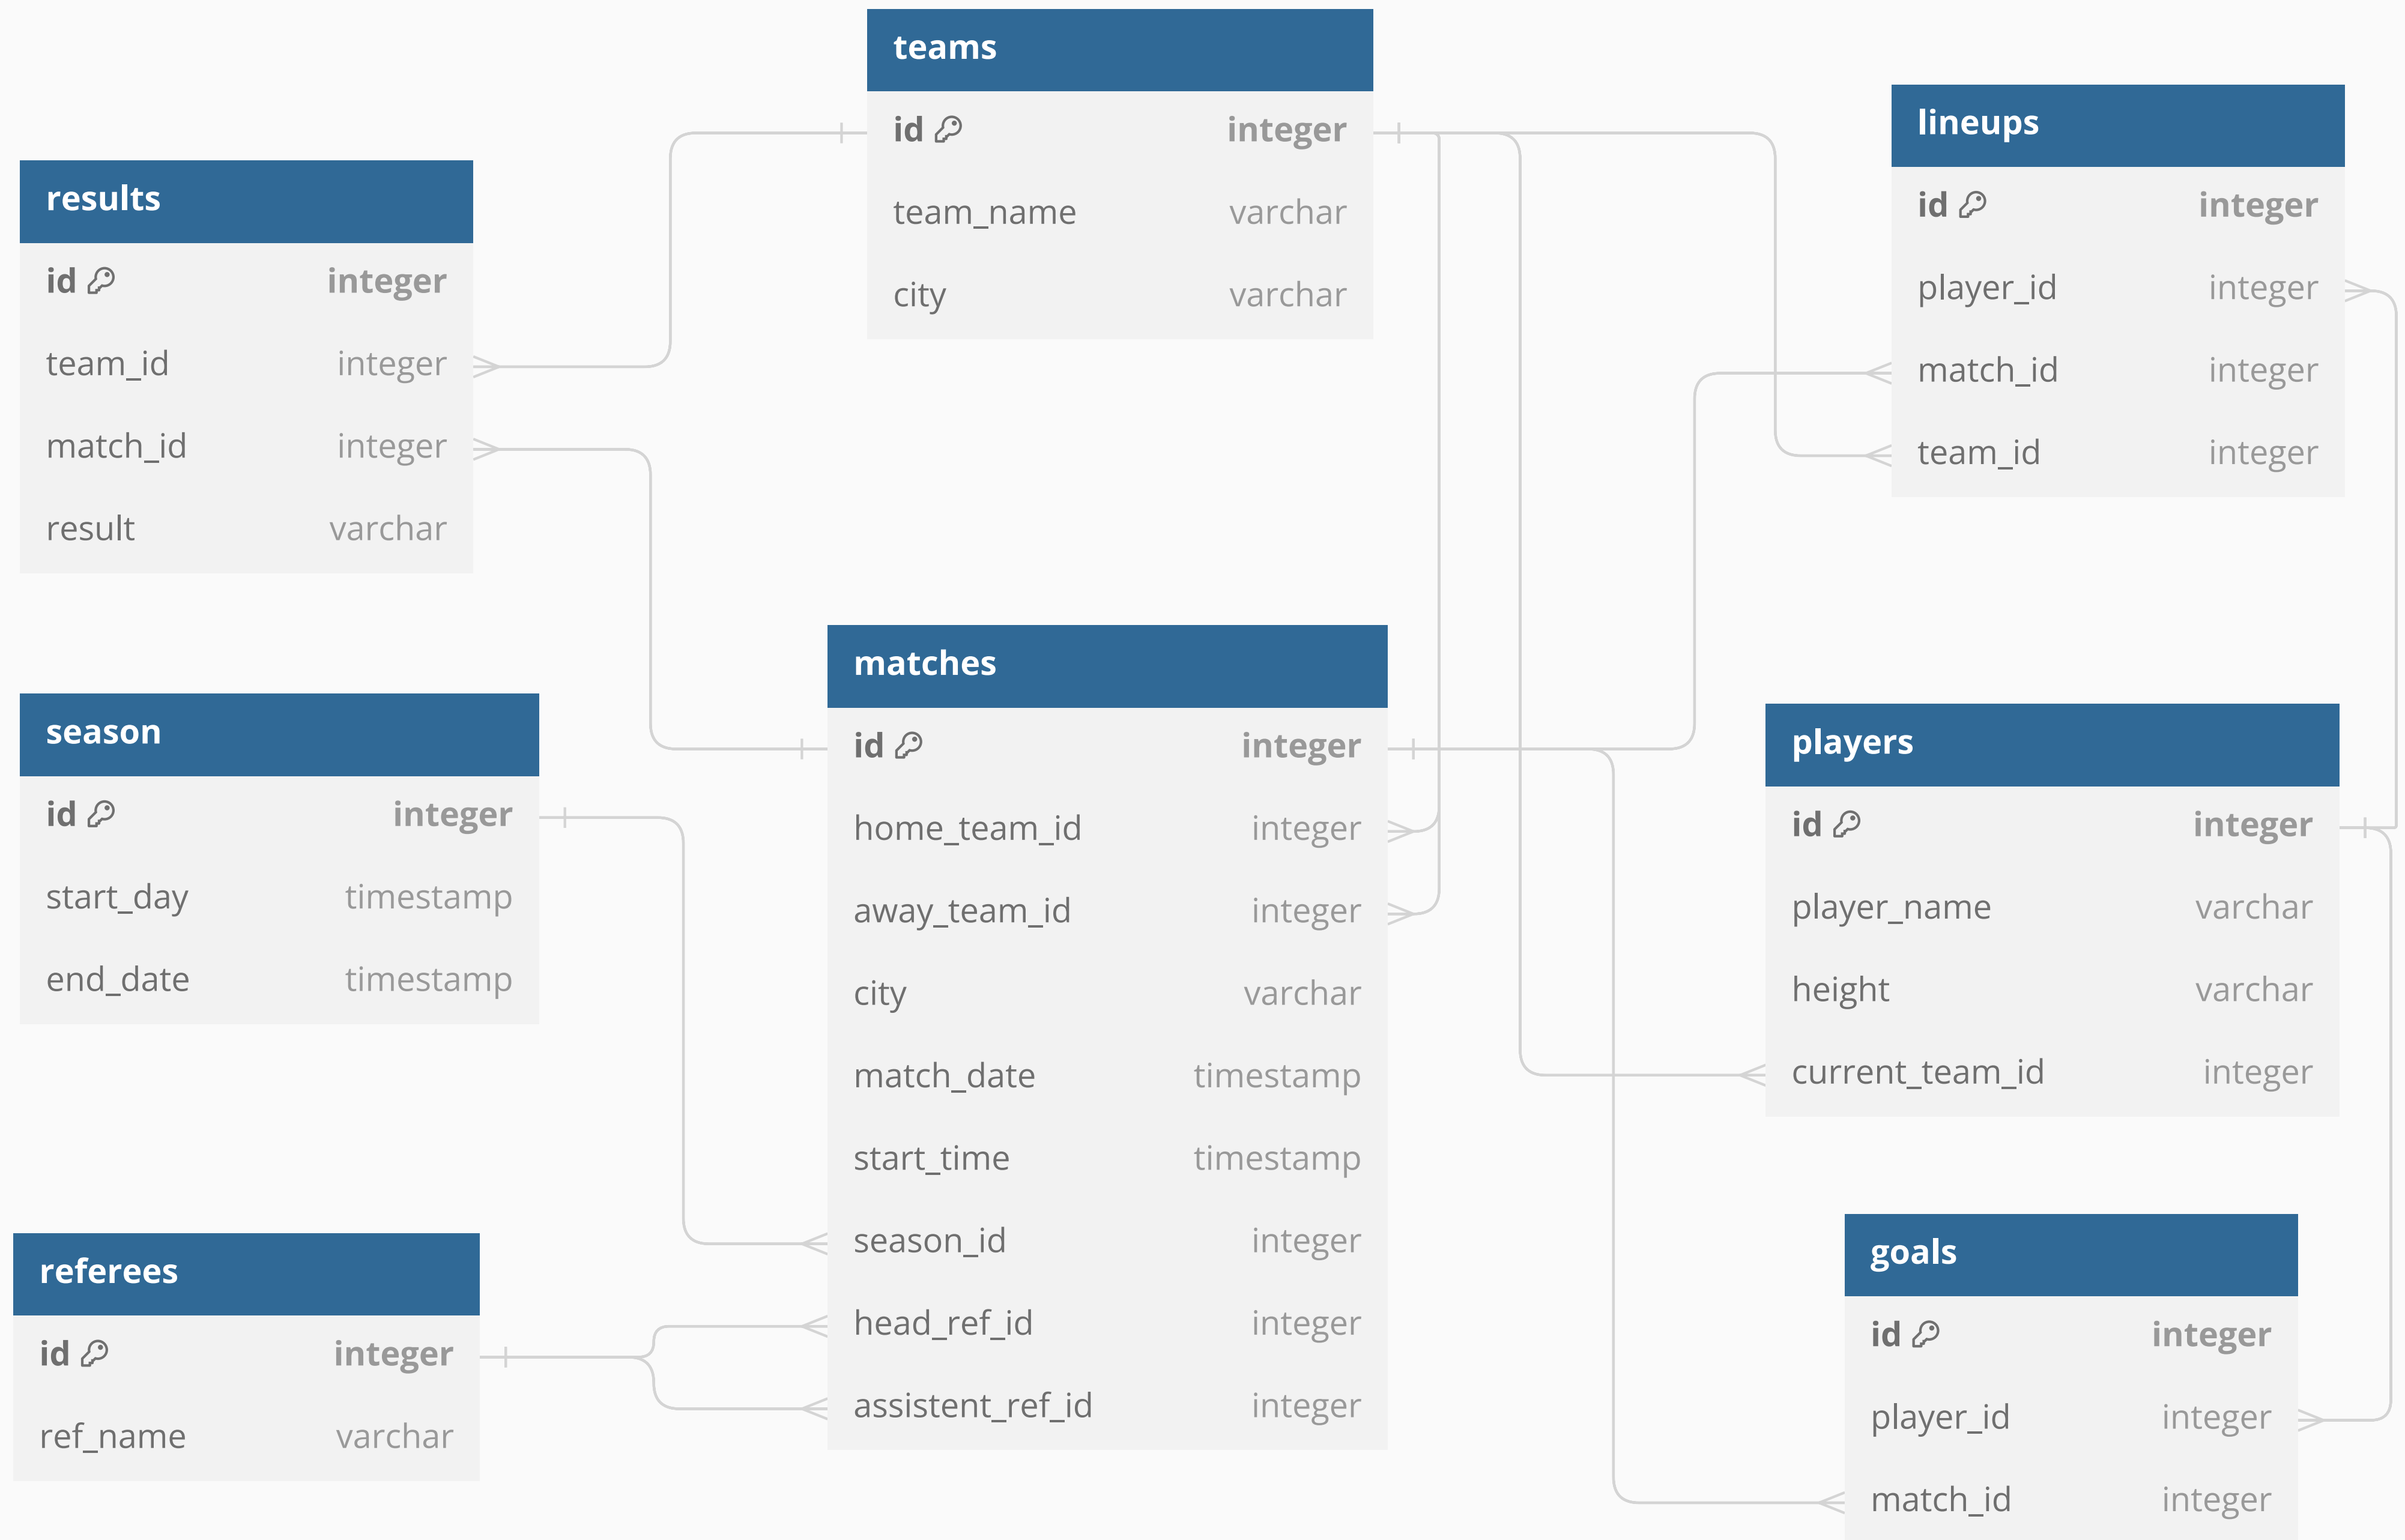 teams
id integer
team_name varchar
city varchar
lineups
id integer
player_id integer
match_id integer
team_id integer
results
id integer
team_id integer
match_id integer
result varchar
matches
id integer
home_team_id integer
away_team_id integer
city varchar
match_date timestamp
start_time timestamp
season_id integer
head_ref_id integer
assistent_ref_id integer
season
id integer
start_day timestamp
end_date timestamp
players
id integer
player_name varchar
height varchar
current_team_id integer
referees
id integer
ref_name varchar
goals
id integer
player_id integer
match_id integer